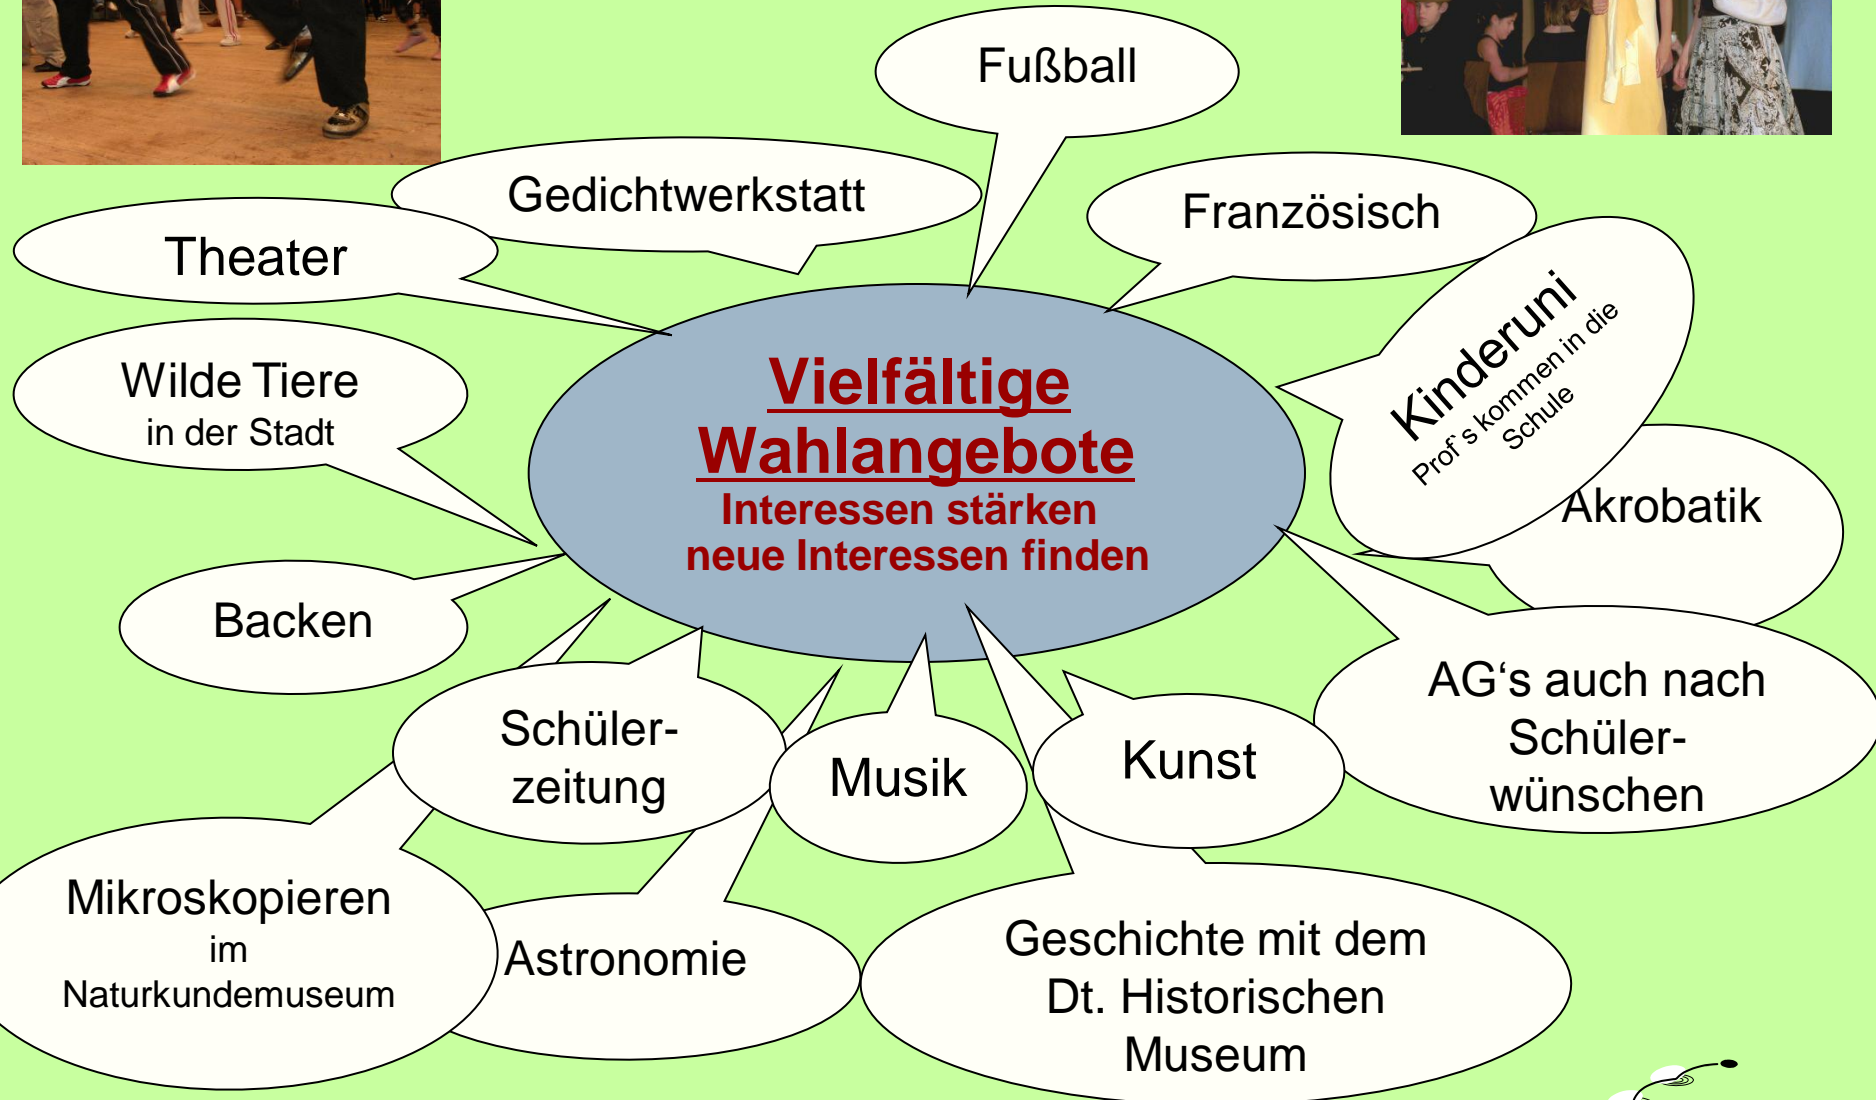 Fußball
Gedichtwerkstatt
Französisch
Theater
Kinderuni
Prof`s kommen in die
Schule
Wilde Tiere
in der Stadt
Vielfältige
Wahlangebote
Interessen stärken
neue Interessen finden
Akrobatik
Backen
AG‘s auch nach
Schüler-
wünschen
Schüler-
zeitung
Musik
Kunst
Mikroskopieren
im
Naturkundemuseum
Astronomie
Geschichte mit dem
Dt. Historischen
Museum